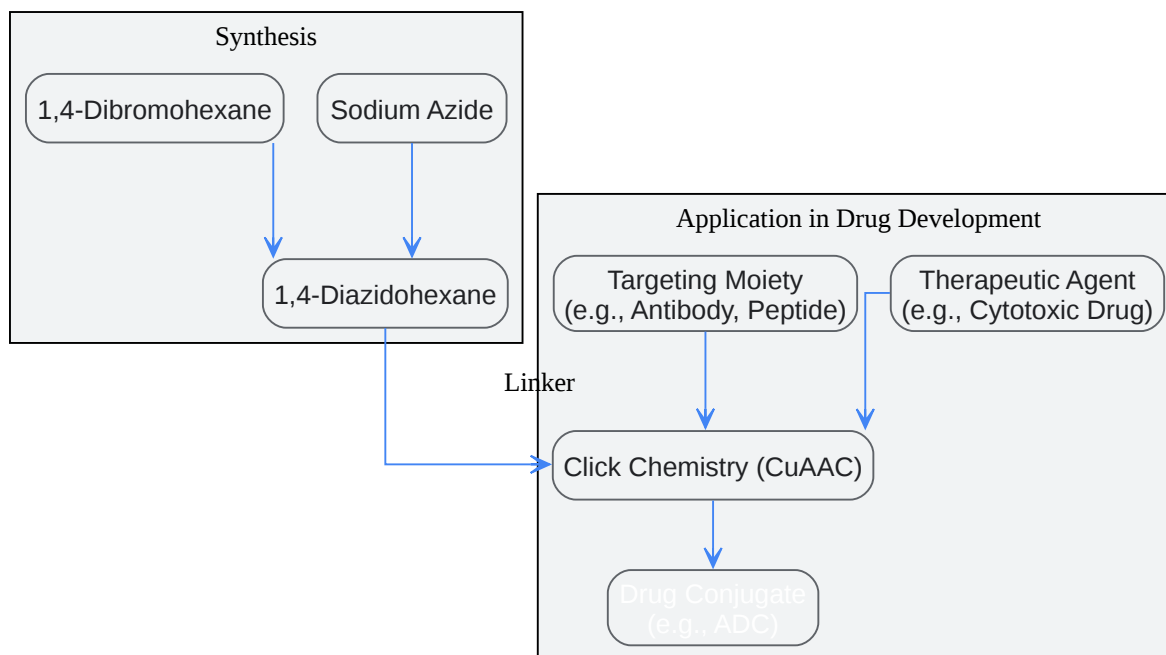 Synthesis
1,4-Dibromohexane
Sodium Azide
1,4-Diazidohexane
Linker
Application in Drug Development
Targeting Moiety
(e.g., Antibody, Peptide)
Therapeutic Agent
(e.g., Cytotoxic Drug)
Click Chemistry (CuAAC)
Drug Conjugate
(e.g., ADC)